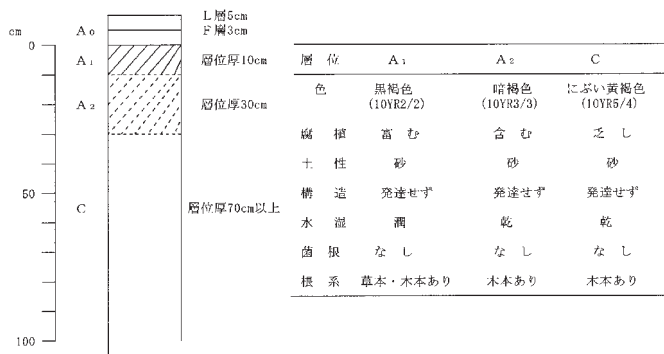 L層5cm
F層3cm
cm
A₀
0
A₁
層位厚10cm
A₂
層位厚30cm
50
C
層位厚70cm以上
100
層 位 A₁ A₂ C
色 黒褐色 暗褐色 にぶい黄褐色
(10YR2/2) (10YR3/3) (10YR5/4)
腐 植 富 む 含 む 乏 し
土 性 砂 砂 砂
構 造 発達せず 発達せず 発達せず
水 湿 潤 乾 乾
菌 根 な し な し な し
根 系 草本・木本あり 木本あり 木本あり